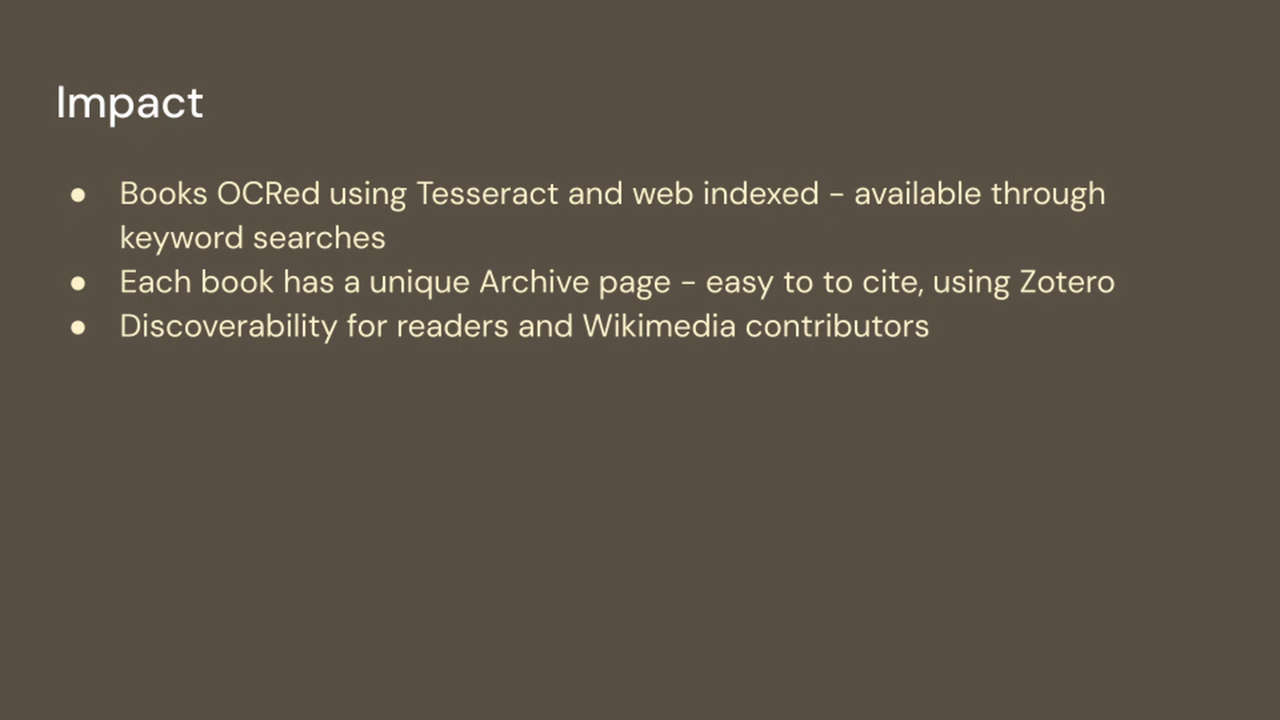 Impact
● Books OCRed using Tesseract and web indexed - available through
keyword searches
● Each book has a unique Archive page - easy to to cite, using Zotero
● Discoverability for readers and Wikimedia contributors